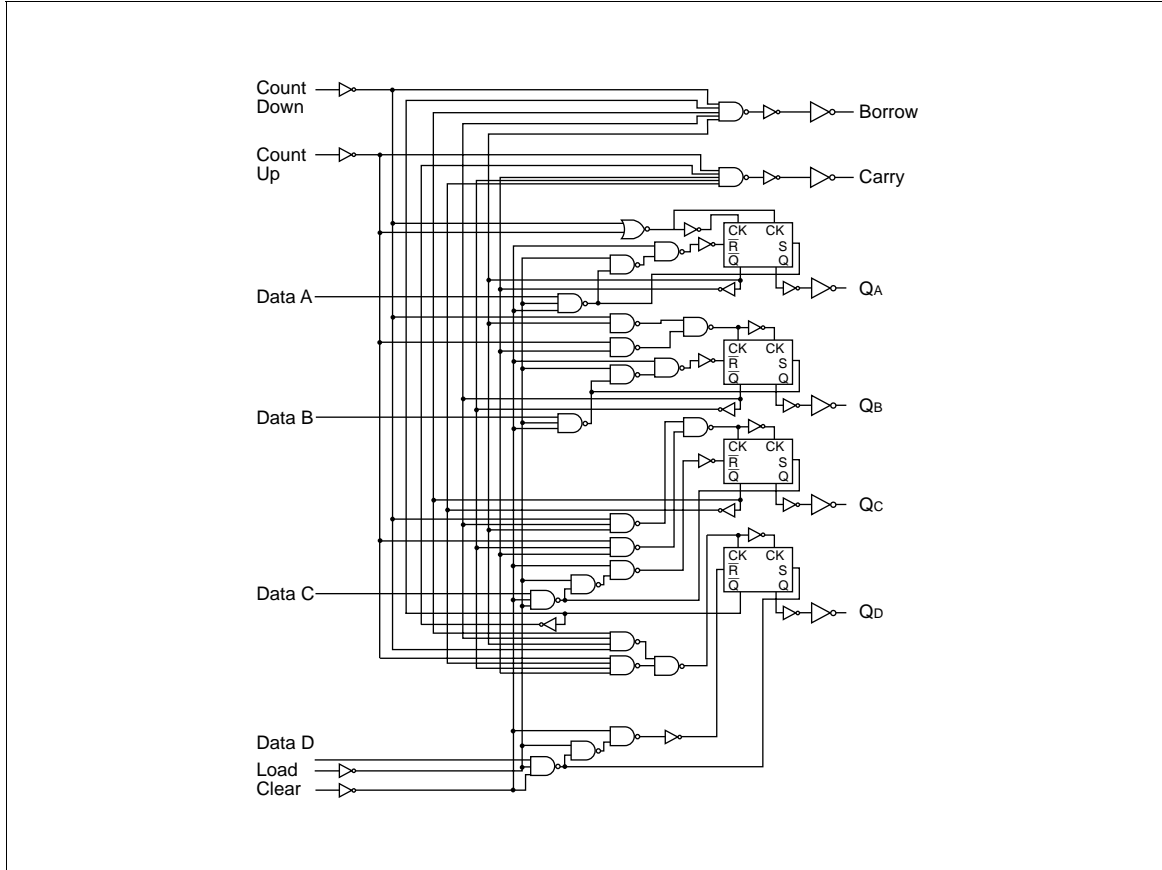 Count
Down
Borrow
Count
Up
Carry
CK CK
R̅ S
Q̅ Q
Data A
QA
CK CK
R̅ S
Q̅ Q
QB
Data B
CK CK
R̅ S
Q̅ Q
QC
CK CK
R̅ S
Q̅ Q
Data C
QD
Data D
Load
Clear